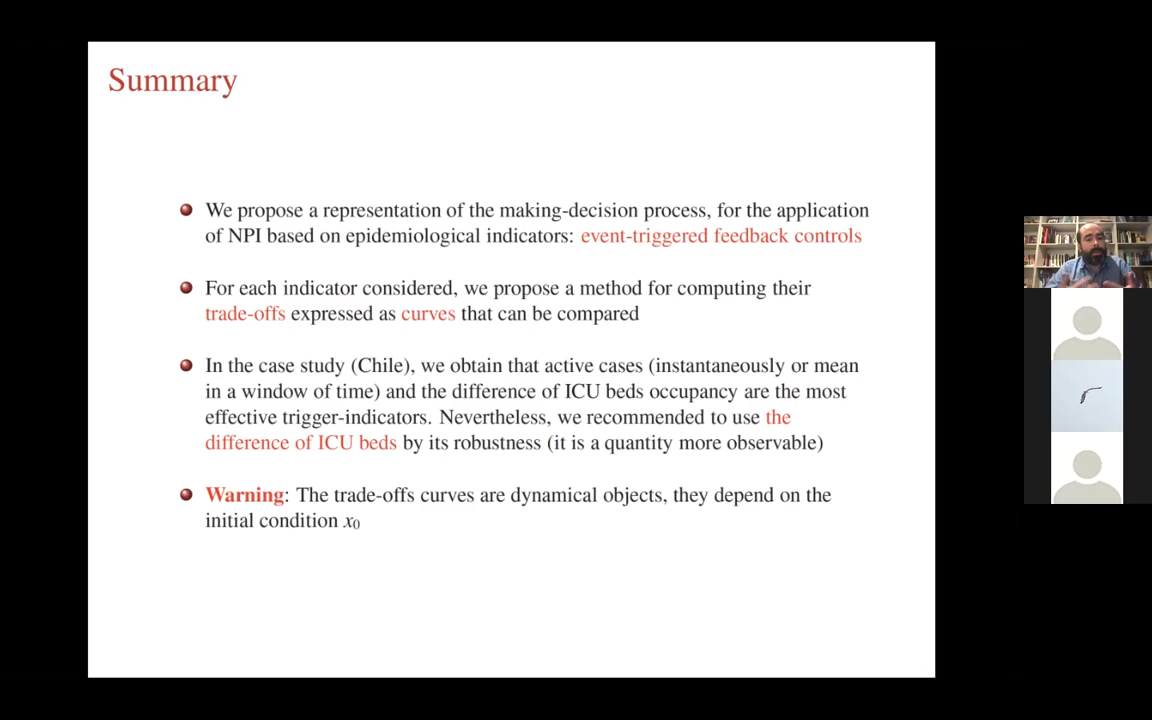 Summary
We propose a representation of the making-decision process, for the application
of NPI based on epidemiological indicators: event-triggered feedback controls
For each indicator considered, we propose a method for computing their
trade-offs expressed as curves that can be compared
In the case study (Chile), we obtain that active cases (instantaneously or mean
in a window of time) and the difference of ICU beds occupancy are the most
effective trigger-indicators. Nevertheless, we recommended to use the
difference of ICU beds by its robustness (it is a quantity more observable)
Warning: The trade-offs curves are dynamical objects, they depend on the
initial condition x₀